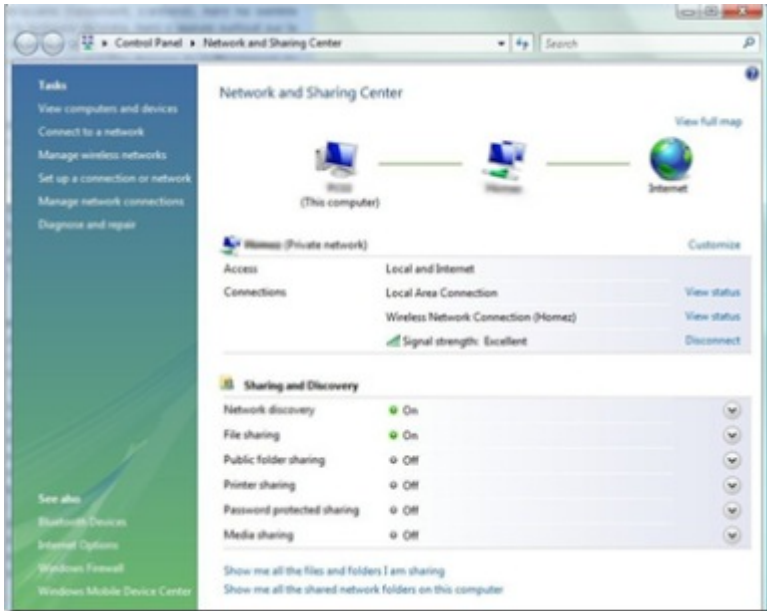 Control Panel ▸ Network and Sharing Center
Search
Tasks
View computers and devices
Connect to a network
Manage wireless networks
Set up a connection or network
Manage network connections
Diagnose and repair
See also
Bluetooth Devices
Internet Options
Windows Firewall
Windows Mobile Device Center
Network and Sharing Center
View full map
(This computer)
Internet
(Private network) Customize
Access Local and Internet
Connections Local Area Connection View status
Wireless Network Connection (Homez) View status
Signal strength: Excellent Disconnect
Sharing and Discovery
Network discovery On
File sharing On
Public folder sharing Off
Printer sharing Off
Password protected sharing Off
Media sharing Off
Show me all the files and folders I am sharing
Show me all the shared network folders on this computer